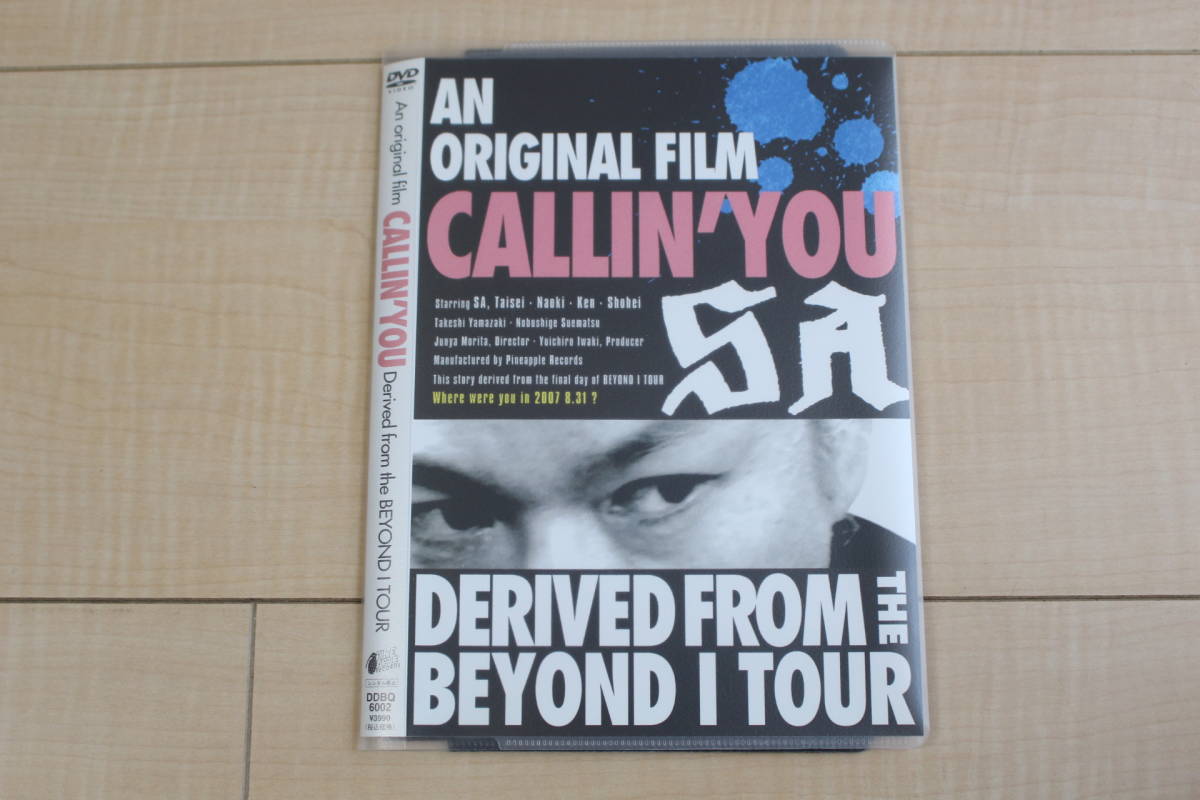 DVD
VIDEO
An original film CALLIN'YOU Derived from the BEYOND I TOUR
DDBQ
6002
¥3990
AN
ORIGINAL FILM
CALLIN'YOU
SA
Starring SA, Taisei · Naoki · Ken · Shohei
Takeshi Yamazaki · Nobushige Suematsu
Junya Morita, Director · Yoichiro Iwaki, Producer
Manufactured by Pineapple Records
This story derived from the final day of BEYOND I TOUR
Where were you in 2007 8.31 ?
DERIVED FROM THE
BEYOND I TOUR